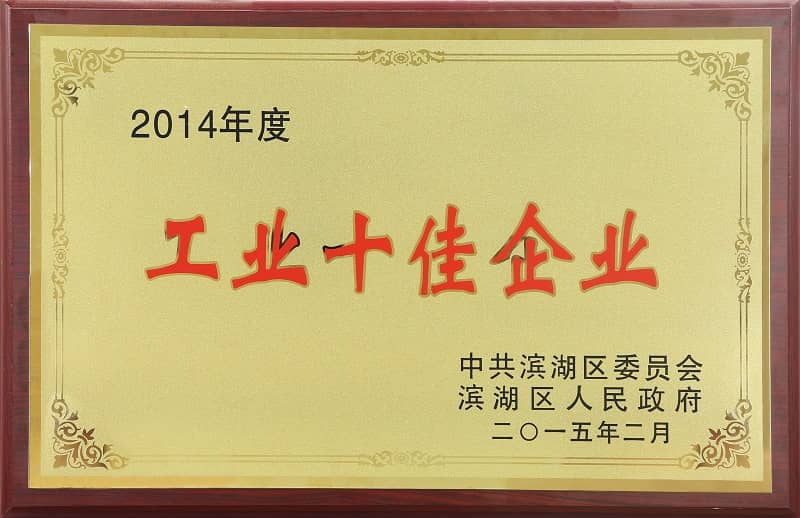 2014年度
工业十佳企业
中共滨湖区委员会
滨湖区人民政府
二〇一五年二月